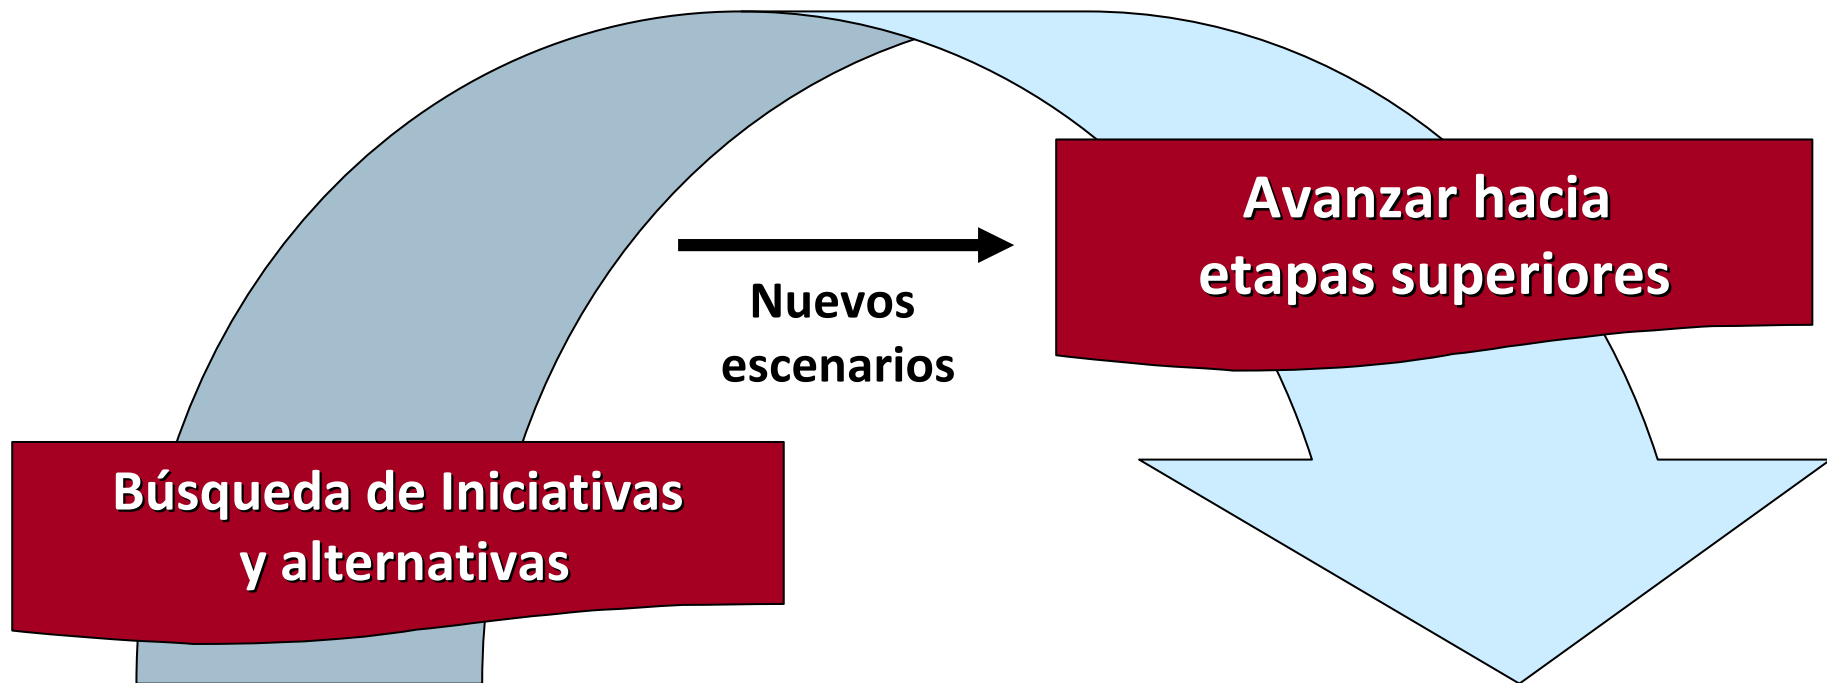 Avanzar hacia
etapas superiores
Nuevos
escenarios
Búsqueda de Iniciativas
y alternativas